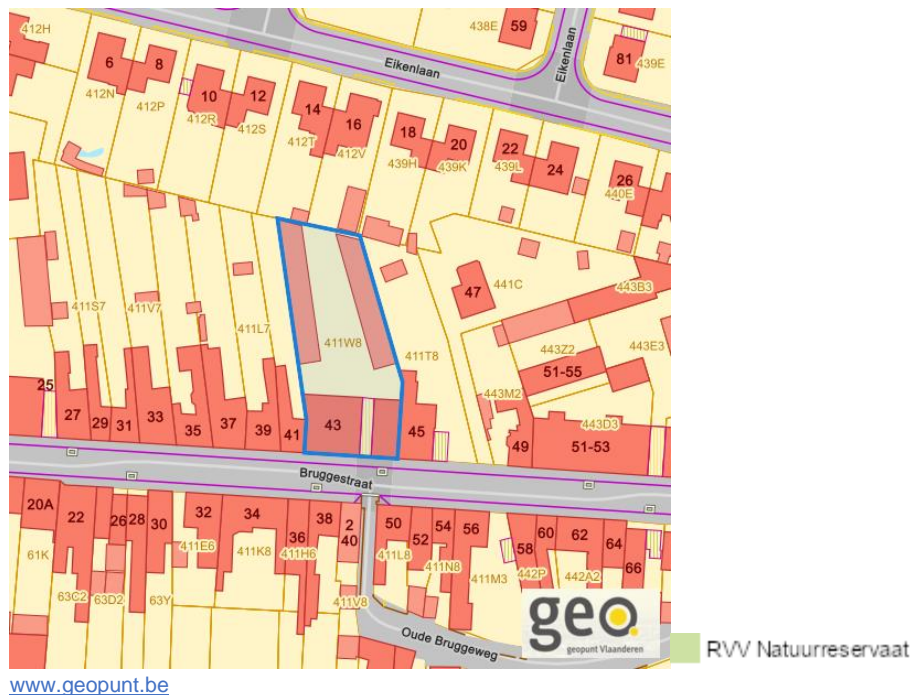 412H
438E
59
81
439E
Eikenlaan
Eikenlaan
6
8
412N
412P
10
12
412R
412S
14
16
412T
412V
18
20
439H
439K
22
24
439L
26
440E
47
441C
443B3
411S7
411V7
411L7
411W8
411T8
443Z2
443E3
51-55
443M2
443D3
25
27
29
31
33
35
37
39
41
43
45
49
51-53
Bruggestraat
20A
22
26
28
30
32
34
36
38
2
40
50
52
54
56
58
60
62
64
66
61K
63C2
63D2
63Y
411E6
411K8
411H6
411V8
411L8
411N8
411M3
442P
442A2
Oude Bruggeweg
geo.
geopunt Vlaanderen
RVV Natuurreservaat
www.geopunt.be